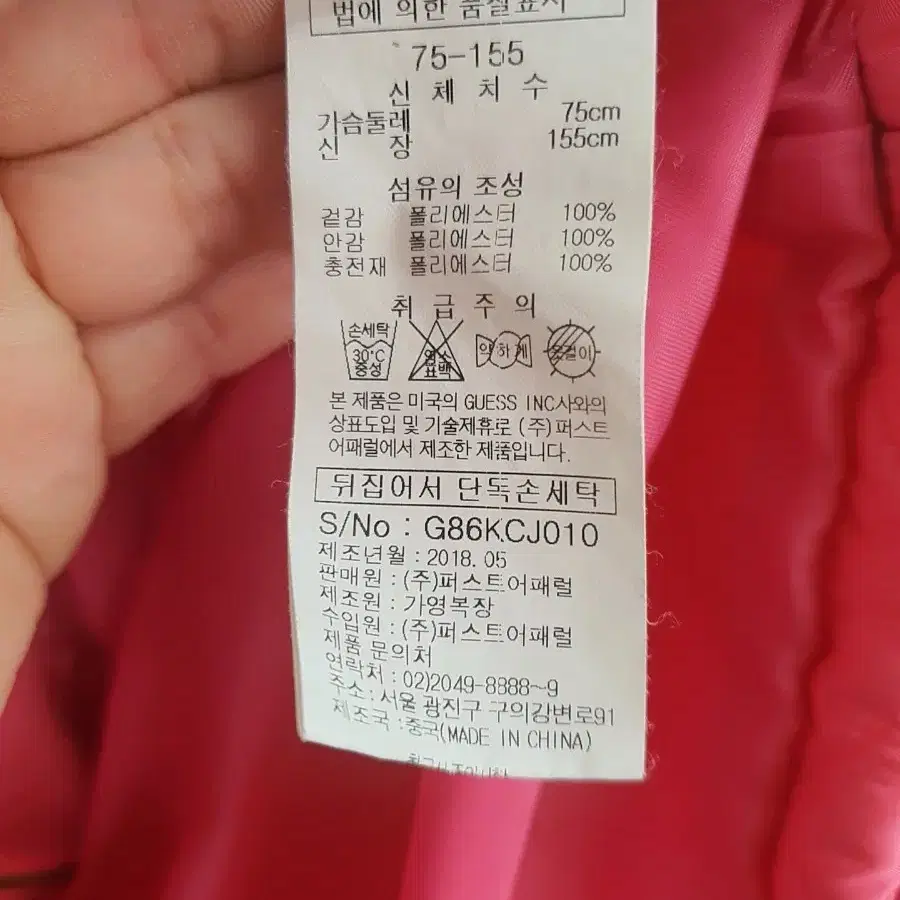 법에 의한 품질표시
75-155
신 체 치 수
가슴둘레 75cm
신 장 155cm
섬유의 조성
겉감 폴리에스터 100%
안감 폴리에스터 100%
충전재 폴리에스터 100%
취 급 주 의
손세탁 30°C 중성
염소 표백
약하게
옷걸이
본 제품은 미국의 GUESS INC사와의
상표도입 및 기술제휴로 (주)퍼스트
어패럴에서 제조한 제품입니다.
뒤집어서 단독손세탁
S/No : G86KCJ010
제조년월 : 2018. 05
판매원 : (주)퍼스트어패럴
제조원 : 가영복장
수입원 : (주)퍼스트어패럴
제품 문의처
연락처 : 02)2049-8888~9
주소 : 서울 광진구 구의강변로91
제조국 : 중국(MADE IN CHINA)